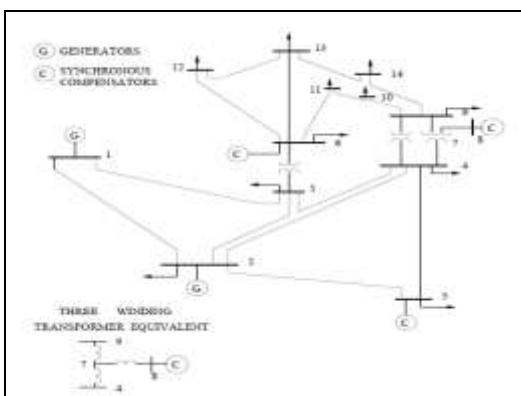 G GENERATORS
C SYNCHRONOUS
COMPENSATORS
13
12
14
11
10
9
G
C
C
7
8
1
6
4
5
2
G
3
C
THREE WINDING
TRANSFORMER EQUIVALENT
9
7
C
8
4